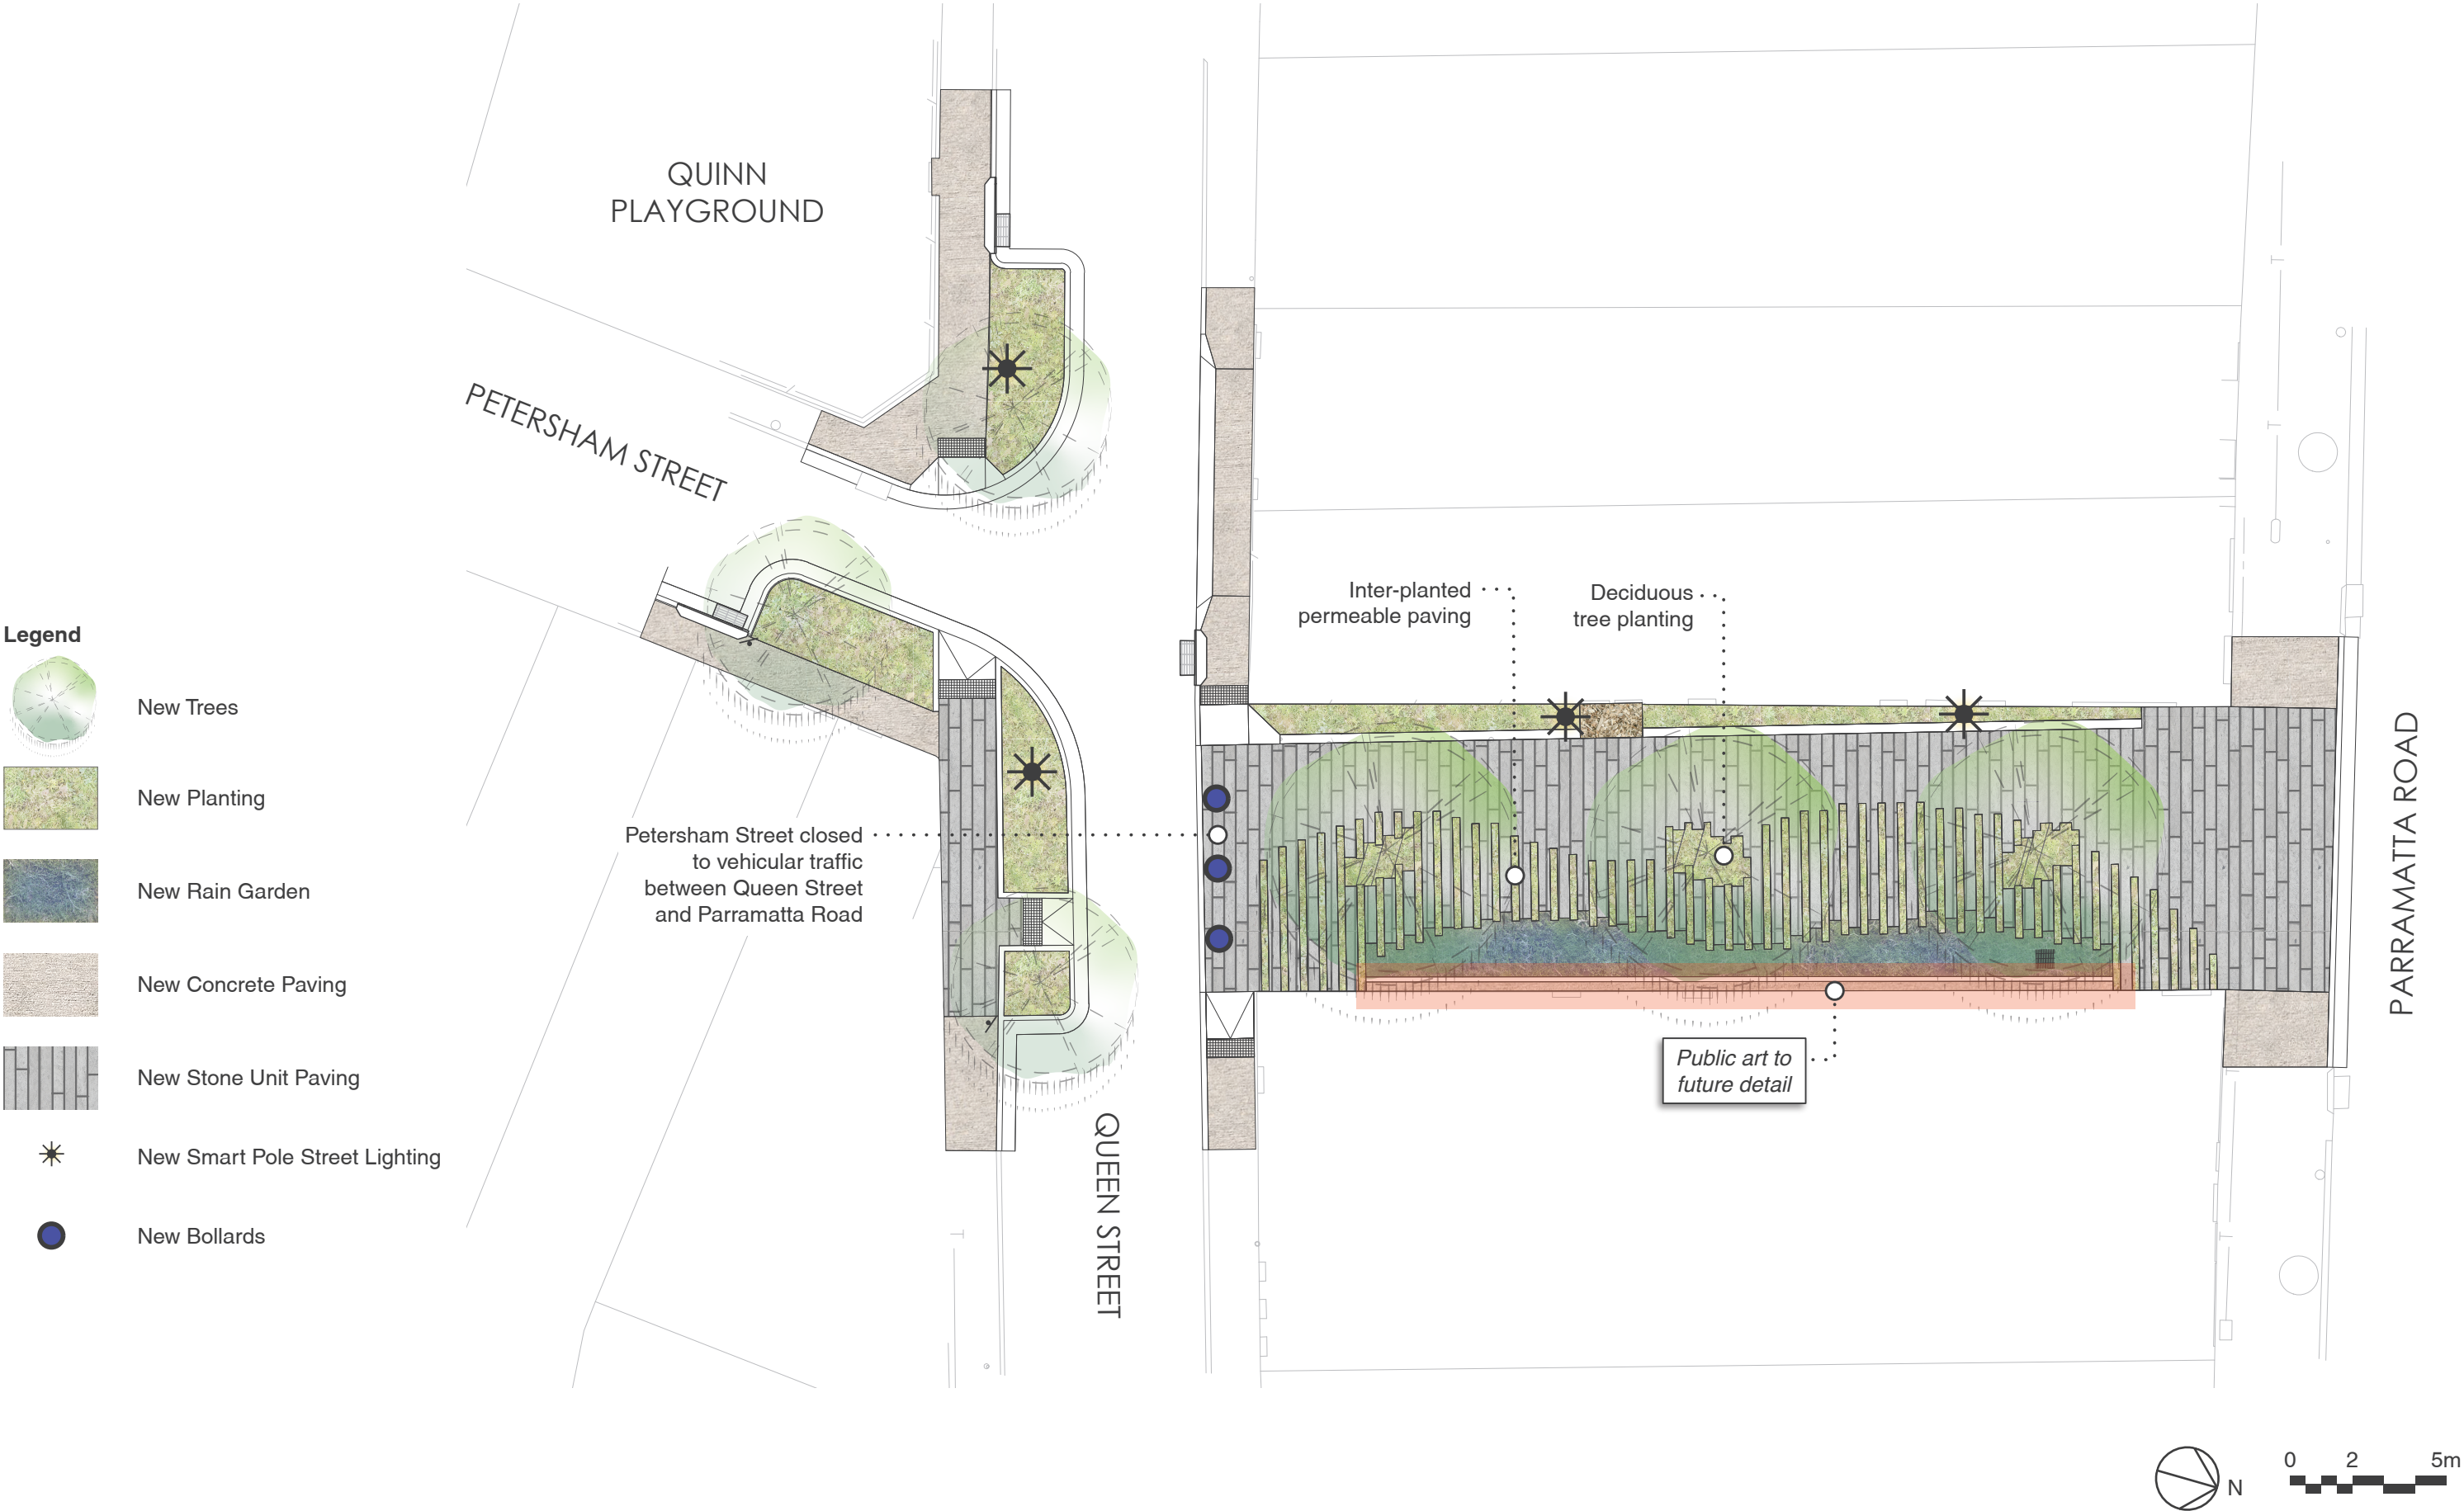 QUINN
PLAYGROUND
PETERSHAM STREET
Inter-planted
permeable paving
Deciduous
tree planting
Legend
New Trees
New Planting
New Rain Garden
New Concrete Paving
New Stone Unit Paving
New Smart Pole Street Lighting
New Bollards
Petersham Street closed
to vehicular traffic
between Queen Street
and Parramatta Road
PARRAMATTA ROAD
Public art to
future detail
QUEEN STREET
N
0 2 5m